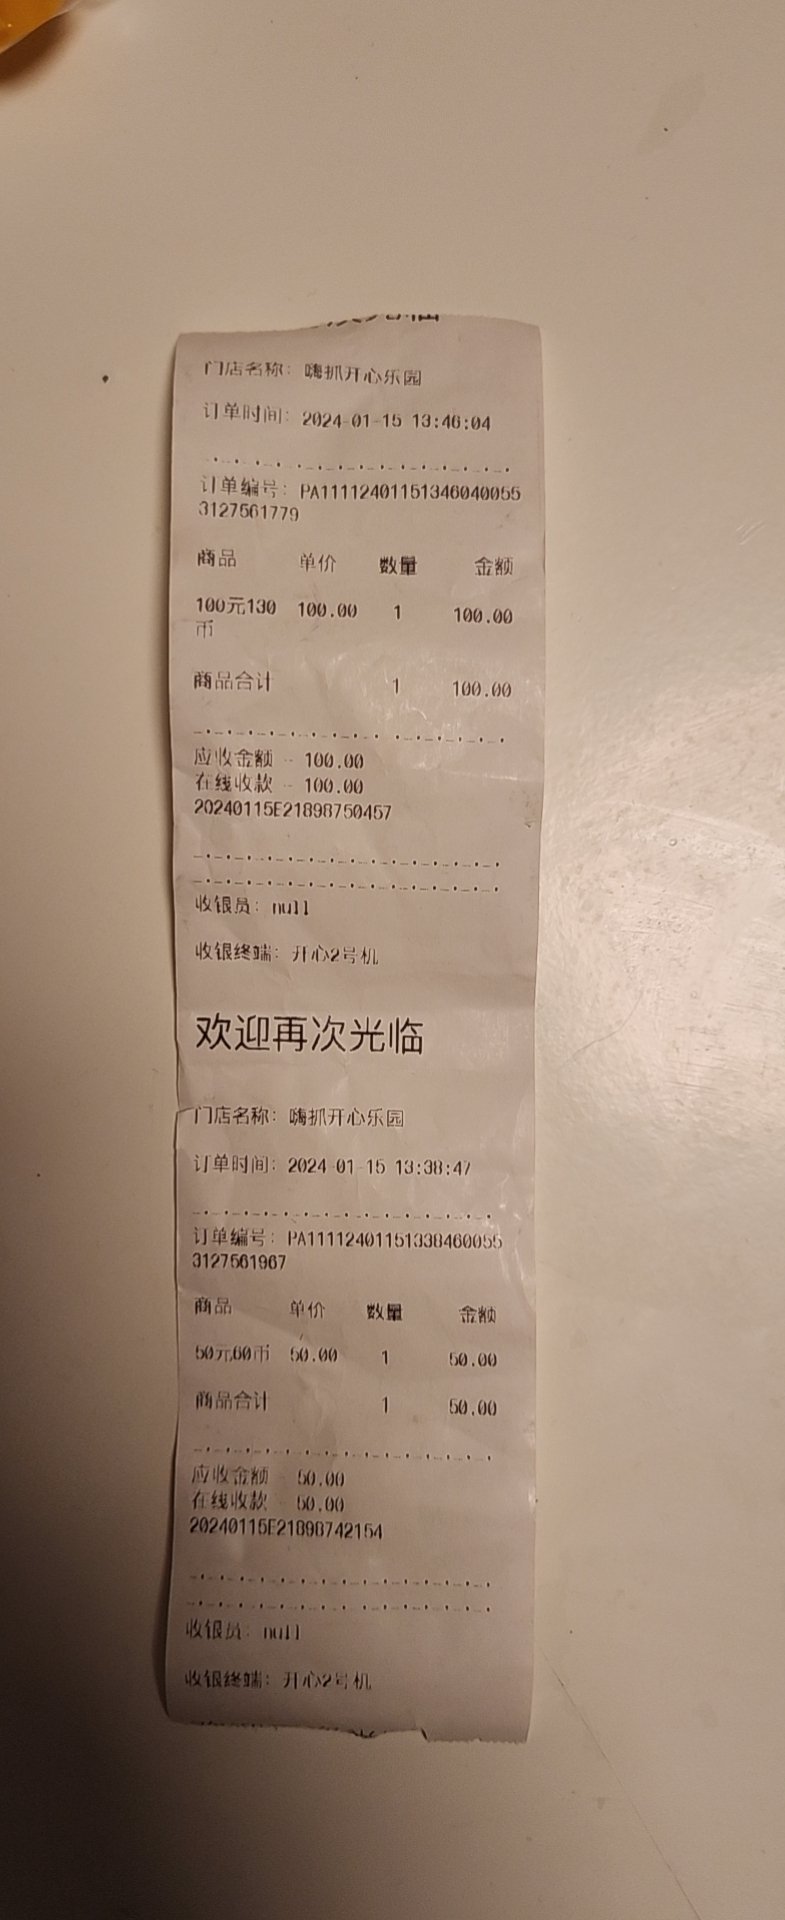 门店名称: 嗨抓开心乐园
订单时间: 2024-01-15 13:46:04
订单编号: PA111124011513460400553127561779
商品 单价 数量 金额
100元130币 100.00 1 100.00
商品合计 1 100.00
应收金额 - 100.00
在线收款 - 100.00
20240115E21898750457
收银员: null
收银终端: 开心2号机
欢迎再次光临
门店名称: 嗨抓开心乐园
订单时间: 2024-01-15 13:38:47
订单编号: PA11112401151338460055
3127561967
商品 单价 数量 金额
50元60币 50.00 1 50.00
商品合计 1 50.00
应收金额 - 50.00
在线收款 - 50.00
20240115E21898742154
收银员: null
收银终端: 开心2号机